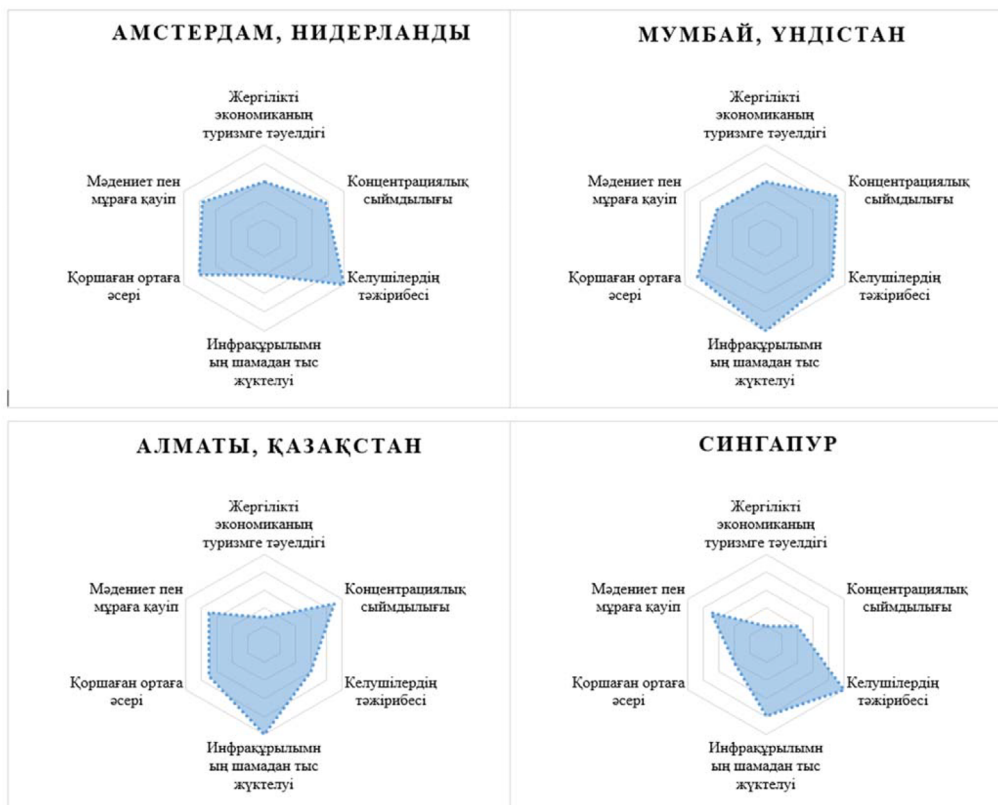 АМСТЕРДАМ, НИДЕРЛАНДЫ
Жергілікті
экономиканың
туризмге тәуелдігі
Мәдениет пен
мұраға қауіп
Концентрациялық
сыймдылығы
Қоршаған ортаға
әсері
Келушілердің
тәжірибесі
Инфрақұрылымн
ың шамадан тыс
жүктелуі
МУМБАЙ, ҮНДІСТАН
Жергілікті
экономиканың
туризмге тәуелдігі
Мәдениет пен
мұраға қауіп
Концентрациялық
сыймдылығы
Қоршаған ортаға
әсері
Келушілердің
тәжірибесі
Инфрақұрылымн
ың шамадан тыс
жүктелуі
АЛМАТЫ, ҚАЗАҚСТАН
Жергілікті
экономиканың
туризмге тәуелдігі
Мәдениет пен
мұраға қауіп
Концентрациялық
сыймдылығы
Қоршаған ортаға
әсері
Келушілердің
тәжірибесі
Инфрақұрылымн
ың шамадан тыс
жүктелуі
СИНГАПУР
Жергілікті
экономиканың
туризмге тәуелдігі
Мәдениет пен
мұраға қауіп
Концентрациялық
сыймдылығы
Қоршаған ортаға
әсері
Келушілердің
тәжірибесі
Инфрақұрылымн
ың шамадан тыс
жүктелуі